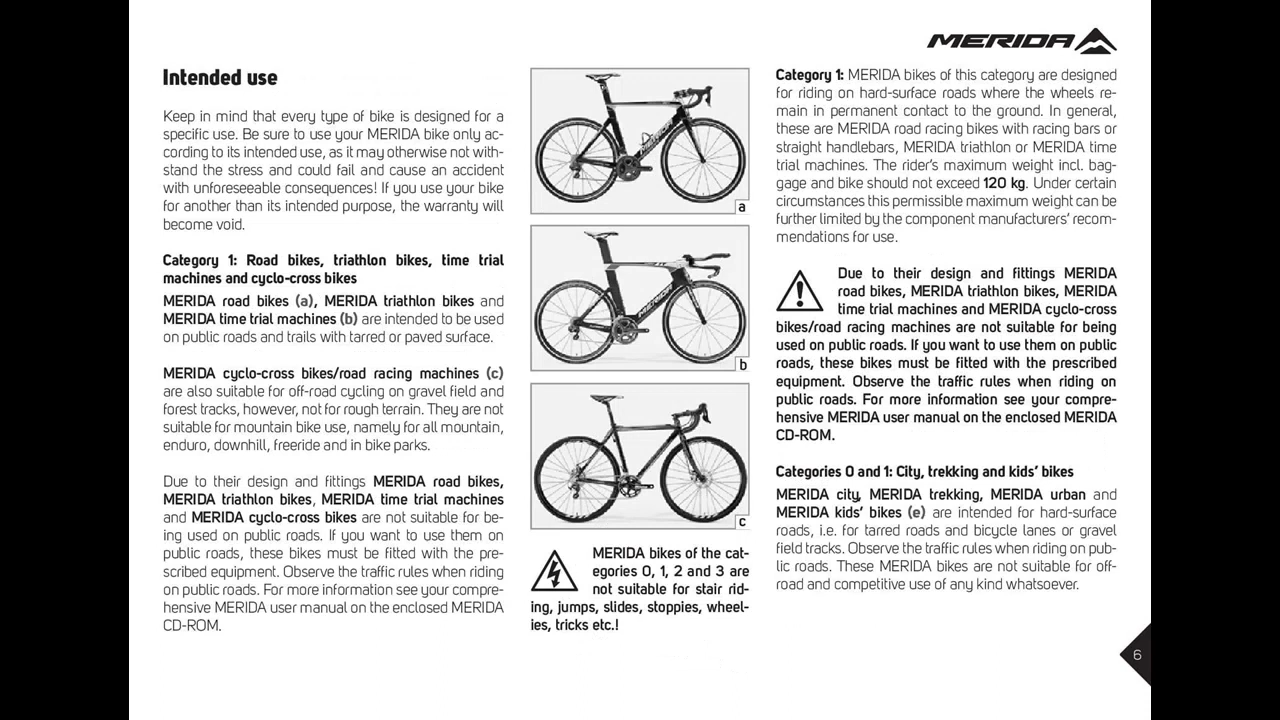 MERIDA
Intended use
Keep in mind that every type of bike is designed for a
specific use. Be sure to use your MERIDA bike only ac-
cording to its intended use, as it may otherwise not with-
stand the stress and could fail and cause an accident
with unforeseeable consequences! If you use your bike
for another than its intended purpose, the warranty will
become void.
Category 1: Road bikes, triathlon bikes, time trial
machines and cyclo-cross bikes
MERIDA road bikes (a), MERIDA triathlon bikes and
MERIDA time trial machines (b) are intended to be used
on public roads and trails with tarred or paved surface.
MERIDA cyclo-cross bikes/road racing machines (c)
are also suitable for off-road cycling on gravel field and
forest tracks, however, not for rough terrain. They are not
suitable for mountain bike use, namely for all mountain,
enduro, downhill, freeride and in bike parks.
Due to their design and fittings MERIDA road bikes,
MERIDA triathlon bikes, MERIDA time trial machines
and MERIDA cyclo-cross bikes are not suitable for be-
ing used on public roads. If you want to use them on
public roads, these bikes must be fitted with the pre-
scribed equipment. Observe the traffic rules when riding
on public roads. For more information see your compre-
hensive MERIDA user manual on the enclosed MERIDA
CD-ROM.
a
b
c
MERIDA bikes of the cat-
egories 0, 1, 2 and 3 are
not suitable for stair rid-
ing, jumps, slides, stoppies, wheel-
ies, tricks etc.!
Category 1: MERIDA bikes of this category are designed
for riding on hard-surface roads where the wheels re-
main in permanent contact to the ground. In general,
these are MERIDA road racing bikes with racing bars or
straight handlebars, MERIDA triathlon or MERIDA time
trial machines. The rider's maximum weight incl. bag-
gage and bike should not exceed 120 kg. Under certain
circumstances this permissible maximum weight can be
further limited by the component manufacturers' recom-
mendations for use.
Due to their design and fittings MERIDA
road bikes, MERIDA triathlon bikes, MERIDA
time trial machines and MERIDA cyclo-cross
bikes/road racing machines are not suitable for being
used on public roads. If you want to use them on public
roads, these bikes must be fitted with the prescribed
equipment. Observe the traffic rules when riding on
public roads. For more information see your compre-
hensive MERIDA user manual on the enclosed MERIDA
CD-ROM.
Categories 0 and 1: City, trekking and kids' bikes
MERIDA city, MERIDA trekking, MERIDA urban and
MERIDA kids' bikes (e) are intended for hard-surface
roads, i.e. for tarred roads and bicycle lanes or gravel
field tracks. Observe the traffic rules when riding on pub-
lic roads. These MERIDA bikes are not suitable for off-
road and competitive use of any kind whatsoever.
6